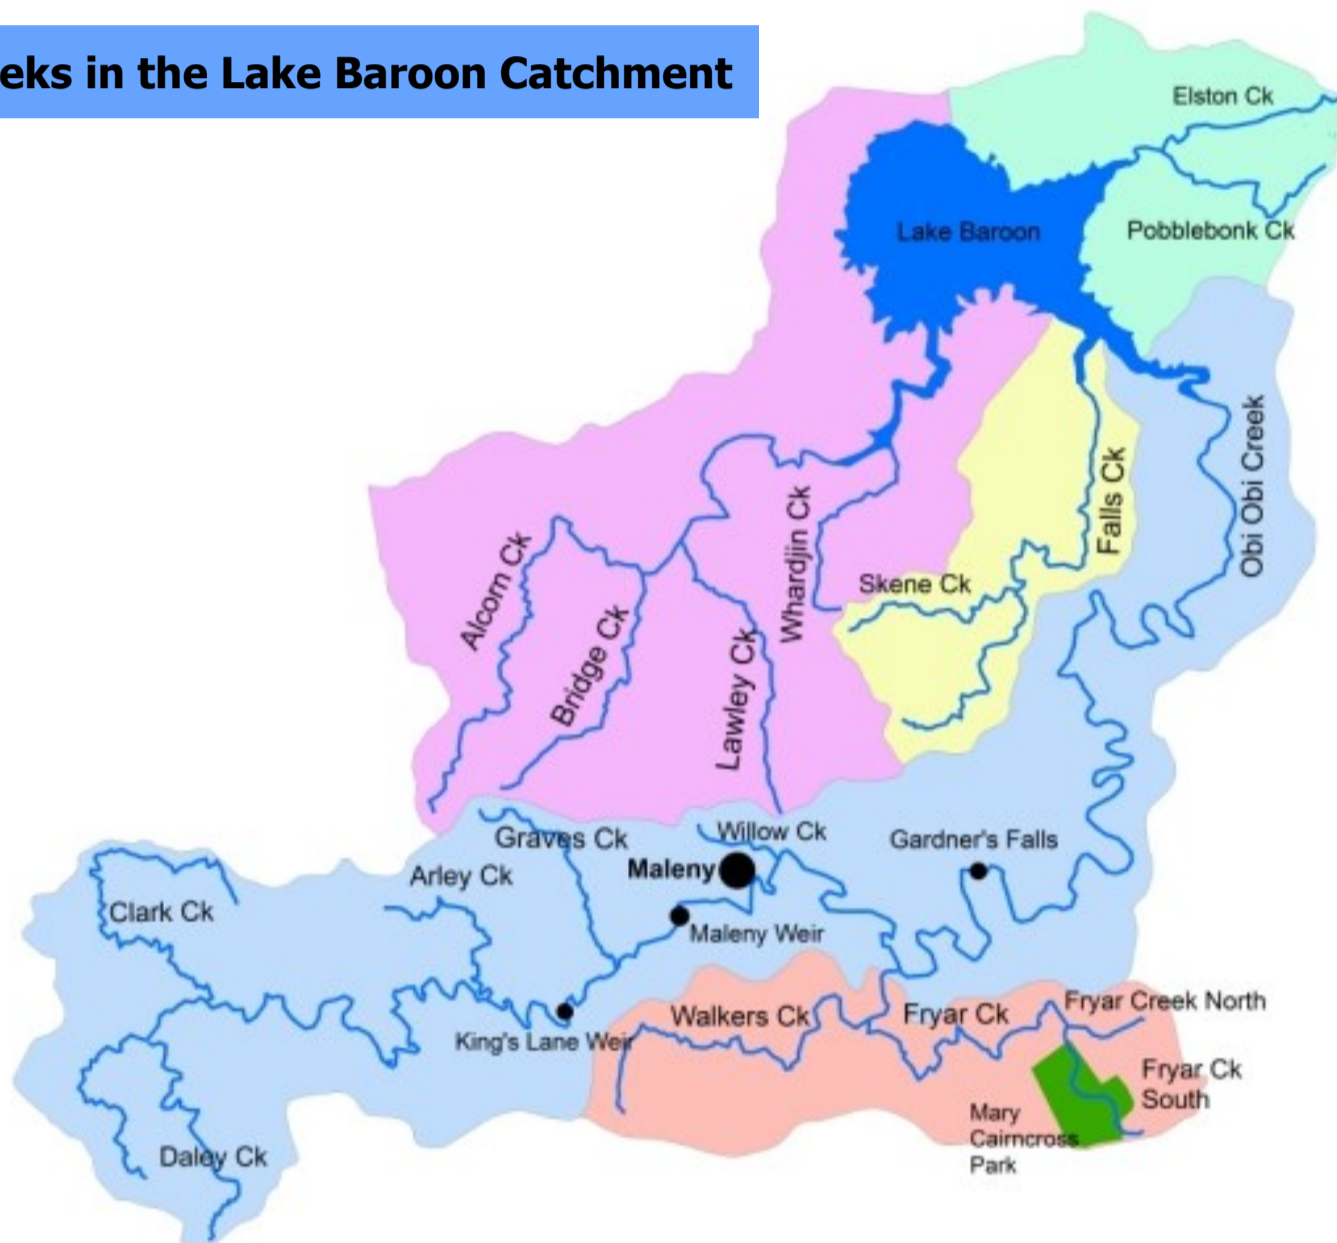 eks in the Lake Baroon Catchment
Elston Ck
Lake Baroon
Pobblebonk Ck
Obi Obi Creek
Falls Ck
Whardjin Ck
Skene Ck
Alcorn Ck
Bridge Ck
Lawley Ck
Graves Ck
Willow Ck
Gardner's Falls
Maleny
Arley Ck
Clark Ck
Maleny Weir
Walkers Ck
Fryar Ck
Fryar Creek North
King's Lane Weir
Fryar Ck
South
Mary
Cairncross
Park
Daley Ck